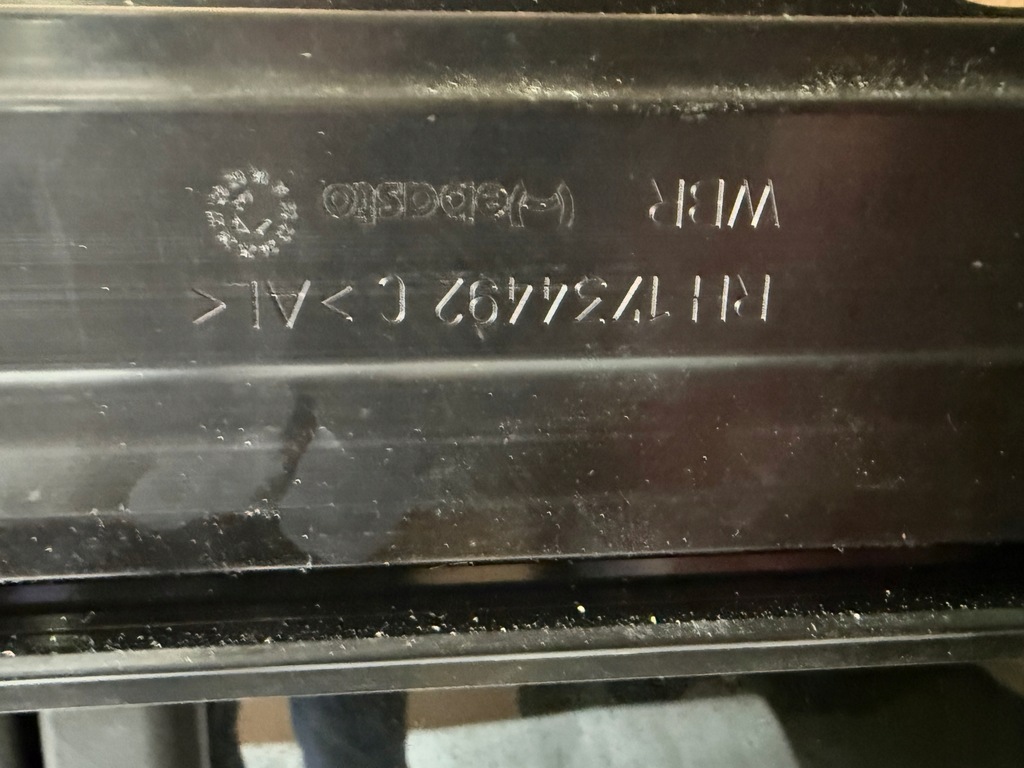 RH 1734492 C >AL<
WBR Webasto